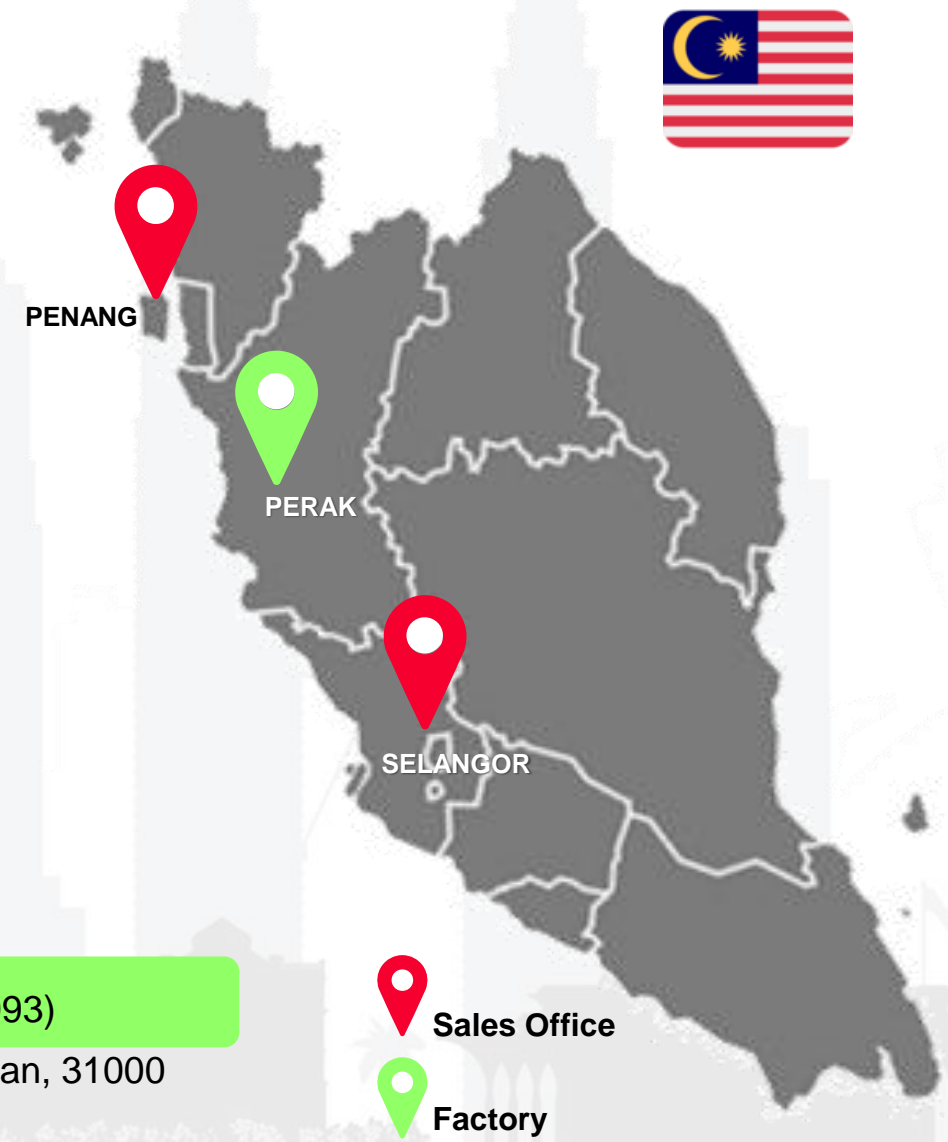 PENANG
PERAK
SELANGOR
93)
an, 31000
Sales Office
Factory